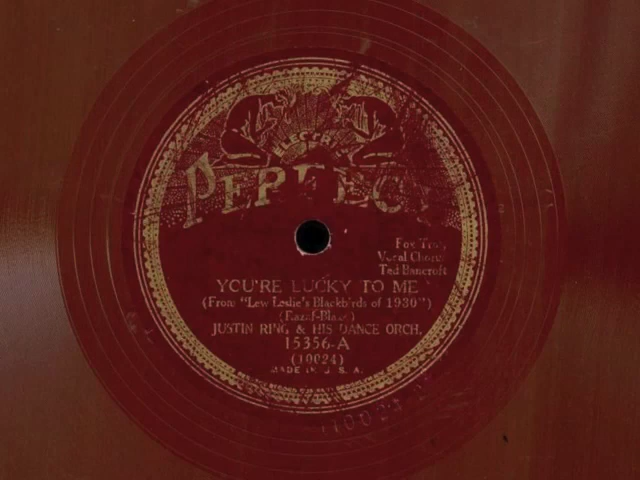 ELECTRIC
PERFECT
Fox Trot,
Vocal Chorus
Ted Bancroft
YOU'RE LUCKY TO ME
(From "Lew Leslie's Blackbirds of 1930")
(Razaf-Blake)
JUSTIN RING & HIS DANCE ORCH.
15356-A
(10024)
MADE IN U. S. A.